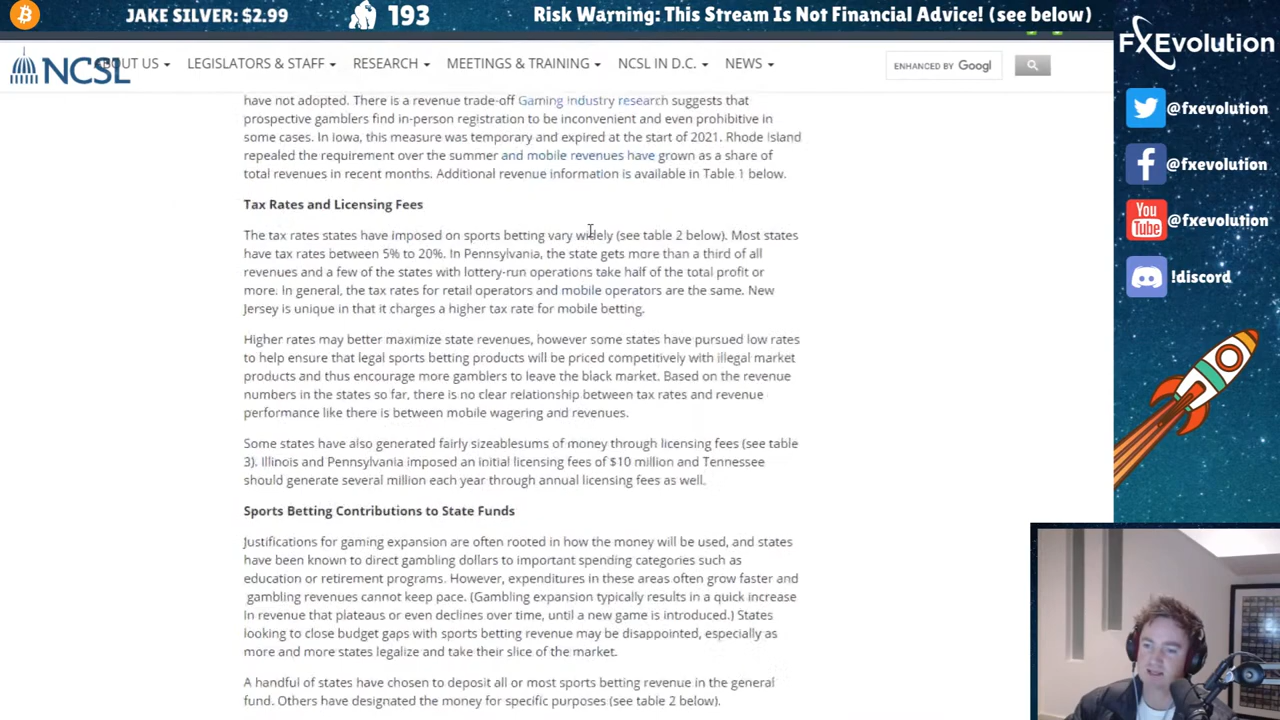 JAKE SILVER: $2.99
193
Risk Warning: This Stream Is Not Financial Advice! (see below)
FXEvolution
NCSL
ABOUT US
LEGISLATORS & STAFF
RESEARCH
MEETINGS & TRAINING
NCSL IN D.C.
NEWS
ENHANCED BY Googl
have not adopted. There is a revenue trade-off Gaming industry research suggests that
prospective gamblers find in-person registration to be inconvenient and even prohibitive in
some cases. In Iowa, this measure was temporary and expired at the start of 2021. Rhode Island
repealed the requirement over the summer and mobile revenues have grown as a share of
total revenues in recent months. Additional revenue information is available in Table 1 below.
Tax Rates and Licensing Fees
The tax rates states have imposed on sports betting vary widely (see table 2 below). Most states
have tax rates between 5% to 20%. In Pennsylvania, the state gets more than a third of all
revenues and a few of the states with lottery-run operations take half of the total profit or
more. In general, the tax rates for retail operators and mobile operators are the same. New
Jersey is unique in that it charges a higher tax rate for mobile betting.
Higher rates may better maximize state revenues, however some states have pursued low rates
to help ensure that legal sports betting products will be priced competitively with illegal market
products and thus encourage more gamblers to leave the black market. Based on the revenue
numbers in the states so far, there is no clear relationship between tax rates and revenue
performance like there is between mobile wagering and revenues.
Some states have also generated fairly sizeablesums of money through licensing fees (see table
3). Illinois and Pennsylvania imposed an initial licensing fees of $10 million and Tennessee
should generate several million each year through annual licensing fees as well.
Sports Betting Contributions to State Funds
Justifications for gaming expansion are often rooted in how the money will be used, and states
have been known to direct gambling dollars to important spending categories such as
education or retirement programs. However, expenditures in these areas often grow faster and
gambling revenues cannot keep pace. (Gambling expansion typically results in a quick increase
in revenue that plateaus or even declines over time, until a new game is introduced.) States
looking to close budget gaps with sports betting revenue may be disappointed, especially as
more and more states legalize and take their slice of the market.
A handful of states have chosen to deposit all or most sports betting revenue in the general
fund. Others have designated the money for specific purposes (see table 2 below).
@fxevolution
@fxevolution
You Tube
@fxevolution
!discord